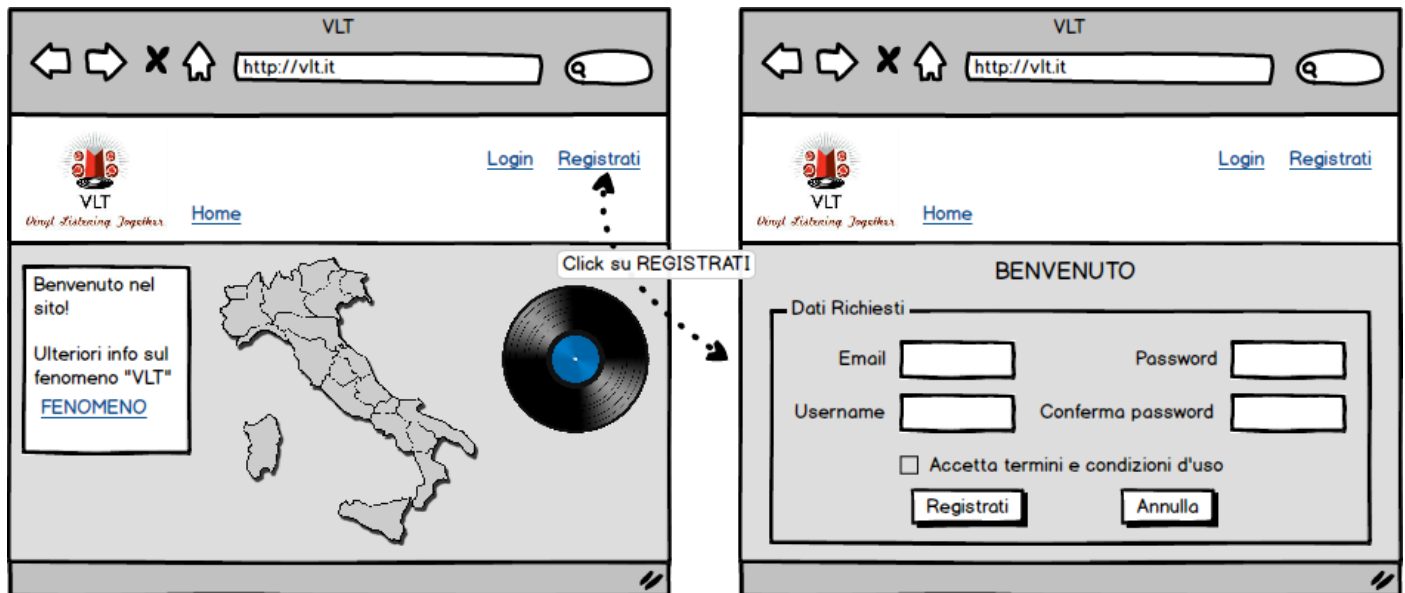 VLT
http://vlt.it
Login Registrati
VLT
Vinyl Listening Together
Home
Benvenuto nel
sito!
Ulteriori info sul
fenomeno "VLT"
FENOMENO
Click su REGISTRATI
VLT
http://vlt.it
Login Registrati
VLT
Vinyl Listening Together
Home
BENVENUTO
Dati Richiesti
Email Password
Username Conferma password
Accetta termini e condizioni d'uso
Registrati Annulla